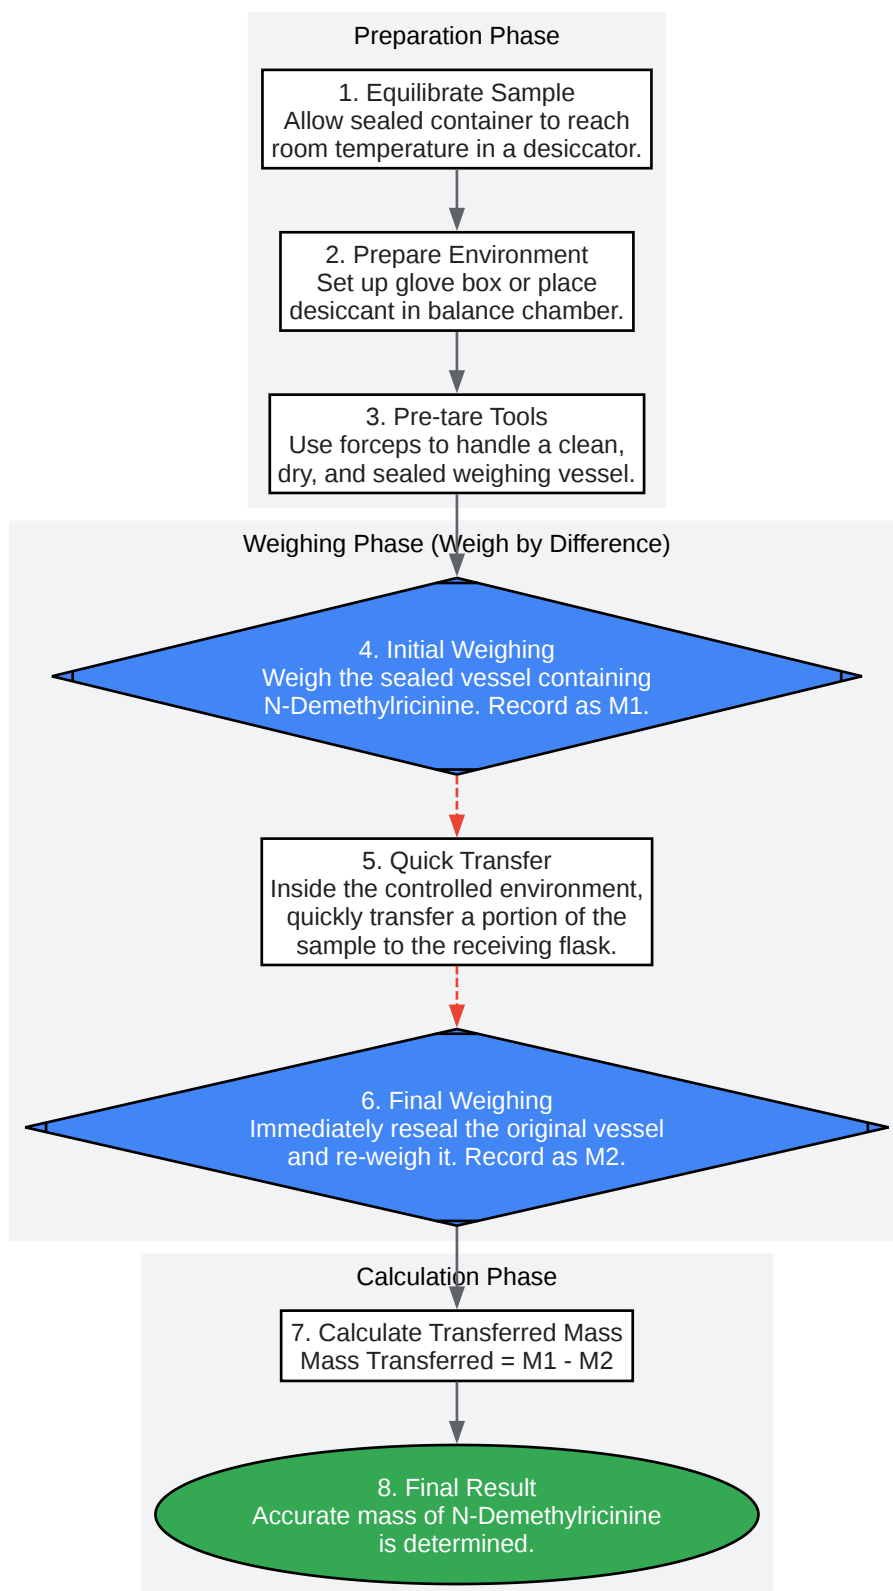 Preparation Phase
1. Equilibrate Sample
Allow sealed container to reach
room temperature in a desiccator.
2. Prepare Environment
Set up glove box or place
desiccant in balance chamber.
3. Pre-tare Tools
Use forceps to handle a clean,
dry, and sealed weighing vessel.
Weighing Phase (Weigh by Difference)
4. Initial Weighing
Weigh the sealed vessel containing
N-Demethylricinine. Record as M1.
5. Quick Transfer
Inside the controlled environment,
quickly transfer a portion of the
sample to the receiving flask.
6. Final Weighing
Immediately reseal the original vessel
and re-weigh it. Record as M2.
Calculation Phase
7. Calculate Transferred Mass
Mass Transferred = M1 - M2
8. Final Result
Accurate mass of N-Demethylricinine
is determined.